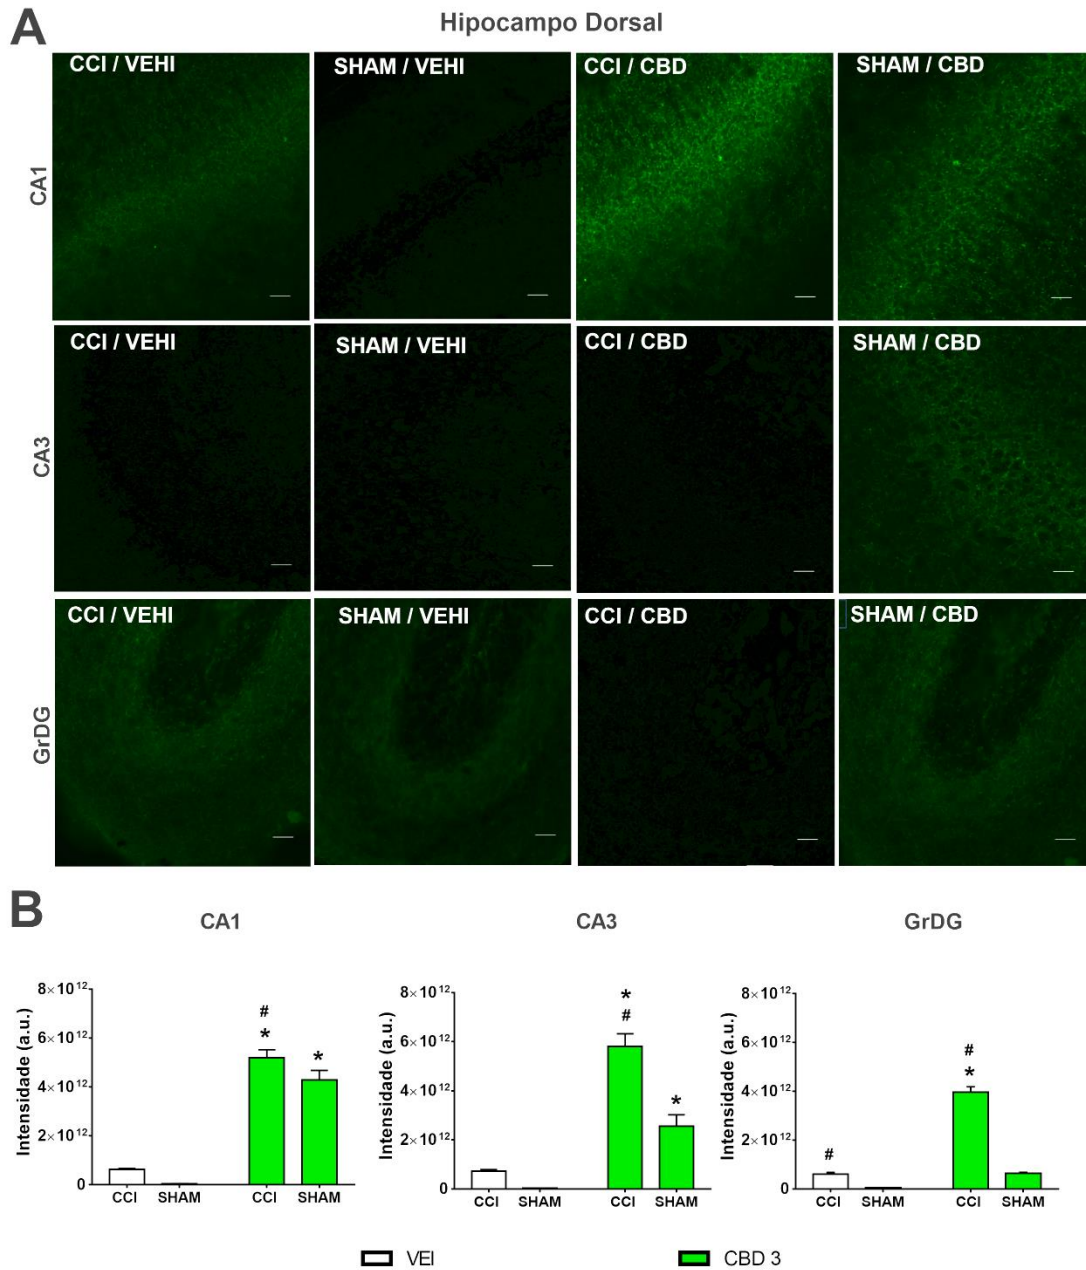 A
Hipocampo Dorsal
CCI / VEHI
SHAM / VEHI
CCI / CBD
SHAM / CBD
CA1
CCI / VEHI
SHAM / VEHI
CCI / CBD
SHAM / CBD
CA3
CCI / VEHI
SHAM / VEHI
CCI / CBD
SHAM / CBD
GrDG
B
CA1
CA3
GrDG
Intensidade (a.u.)
8×10¹²
6×10¹²
4×10¹²
2×10¹²
0
#
*
*
CCI SHAM CCI SHAM
Intensidade (a.u.)
8×10¹²
6×10¹²
4×10¹²
2×10¹²
0
*
#
*
CCI SHAM CCI SHAM
Intensidade (a.u.)
8×10¹²
6×10¹²
4×10¹²
2×10¹²
0
#
#
*
CCI SHAM CCI SHAM
VEI
CBD 3